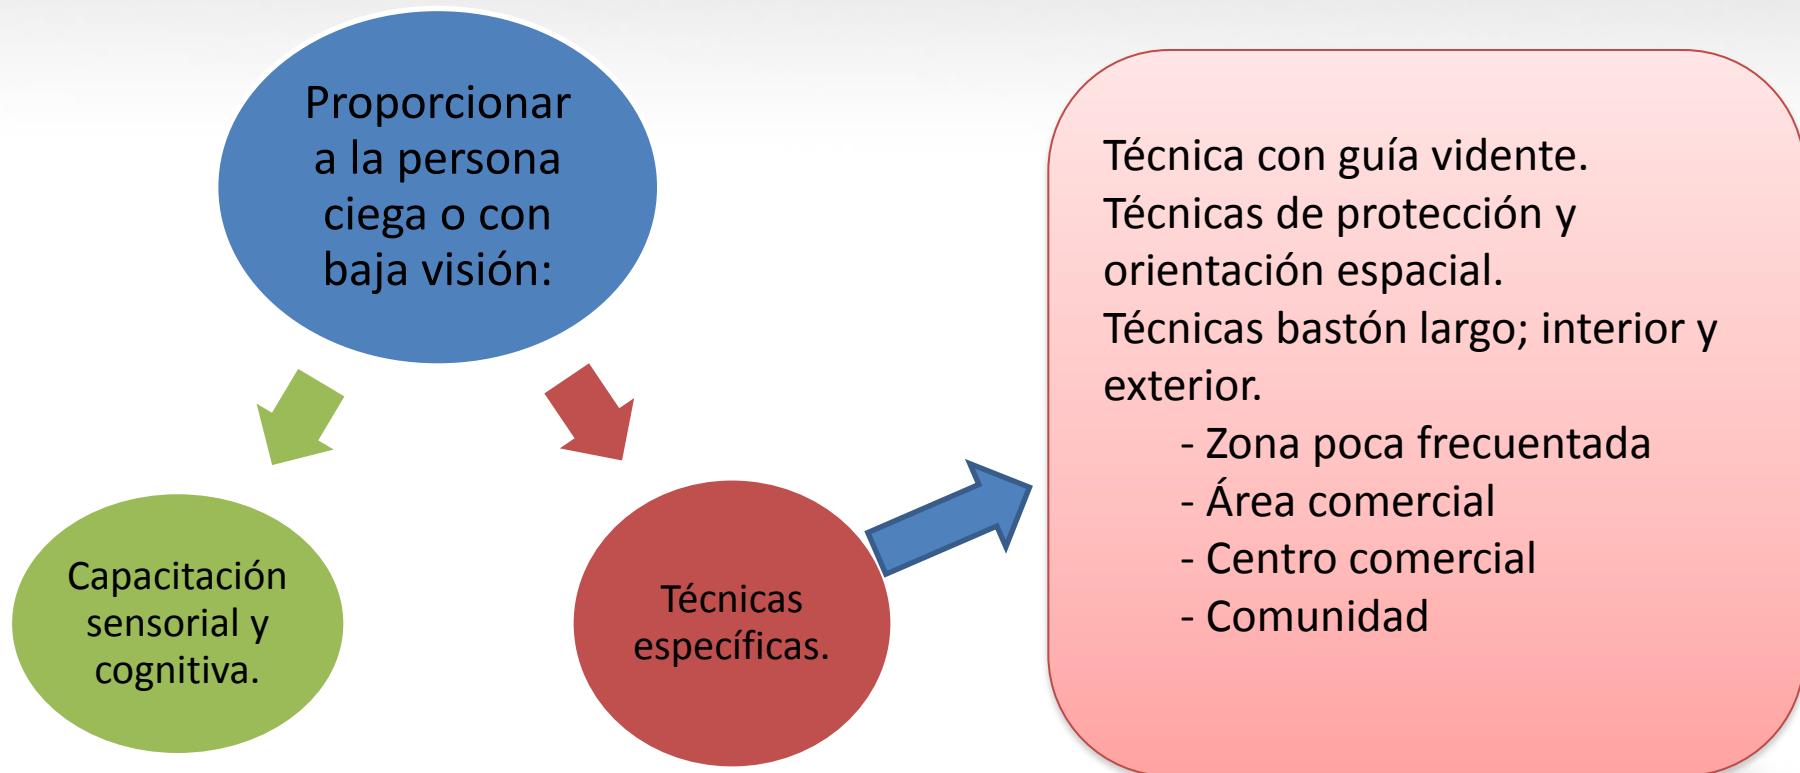 Proporcionar
a la persona
ciega o con
baja visión:
Capacitación
sensorial y
cognitiva.
Técnicas
específicas.
Técnica con guía vidente.
Técnicas de protección y
orientación espacial.
Técnicas bastón largo; interior y
exterior.
- Zona poca frecuentada
- Área comercial
- Centro comercial
- Comunidad